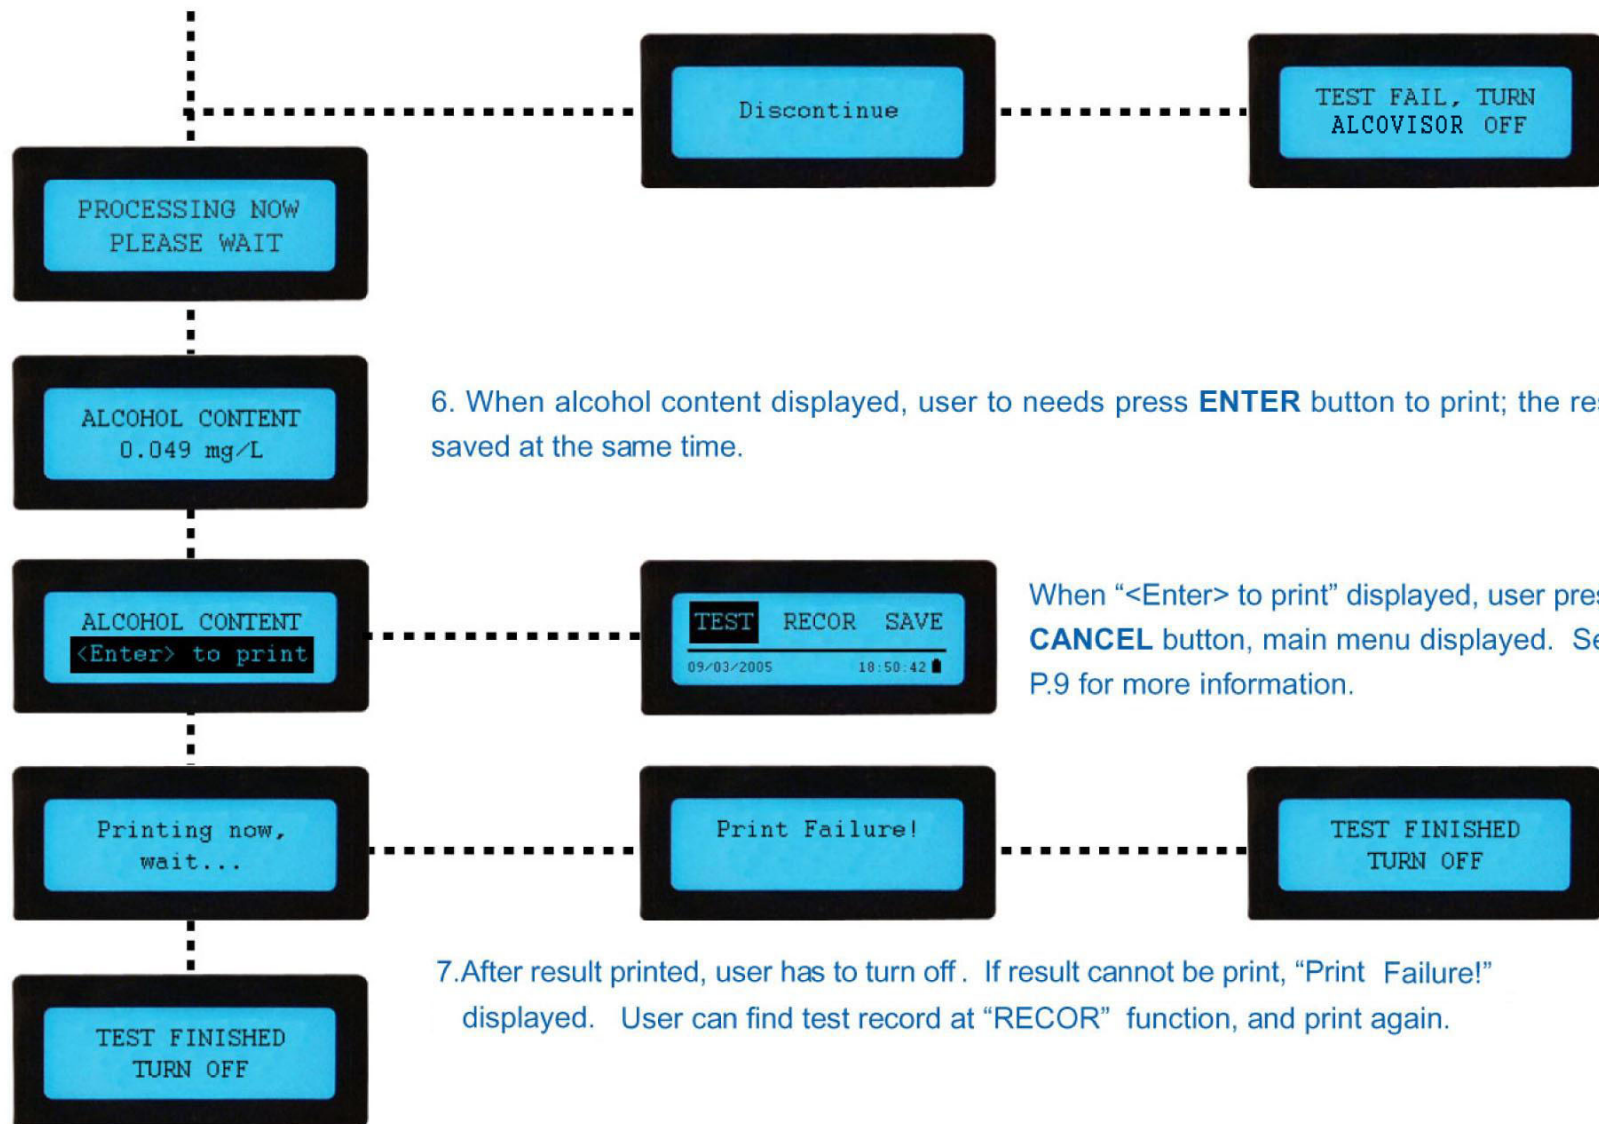 Discontinue
TEST FAIL, TURN
ALCOVISOR OFF
PROCESSING NOW
PLEASE WAIT
ALCOHOL CONTENT
0.049 mg/L
6. When alcohol content displayed, user to needs press ENTER button to print; the
saved at the same time.
ALCOHOL CONTENT
<Enter> to print
TEST RECOR SAVE
09/03/2005 18:50:42
When “<Enter> to print” displayed, user
CANCEL button, main menu displayed.
P.9 for more information.
Printing now,
wait...
Print Failure!
TEST FINISHED
TURN OFF
7.After result printed, user has to turn off. If result cannot be print, “Print Failure!”
displayed. User can find test record at “RECOR” function, and print again.
TEST FINISHED
TURN OFF